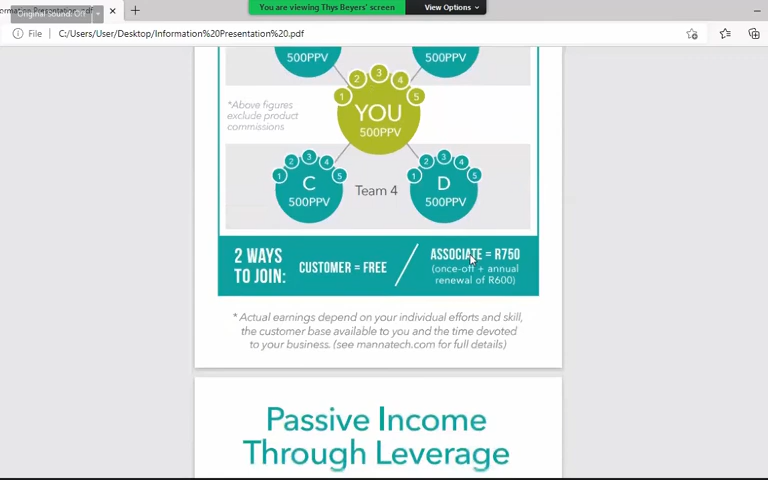 ormation Presentation .pdf
Original sound: Off
You are viewing Thys Beyers' screen
View Options
File
C:/Users/User/Desktop/Information%20Presentation%20.pdf
500PPV
500PPV
1 2 3 4 5
YOU
500PPV
*Above figures
exclude product
commissions
1 2 3 4 5
C
500PPV
Team 4
1 2 3 4 5
D
500PPV
2 WAYS
TO JOIN:
CUSTOMER = FREE
ASSOCIATE = R750
(once-off + annual
renewal of R600)
* Actual earnings depend on your individual efforts and skill,
the customer base available to you and the time devoted
to your business. (see mannatech.com for full details)
Passive Income
Through Leverage